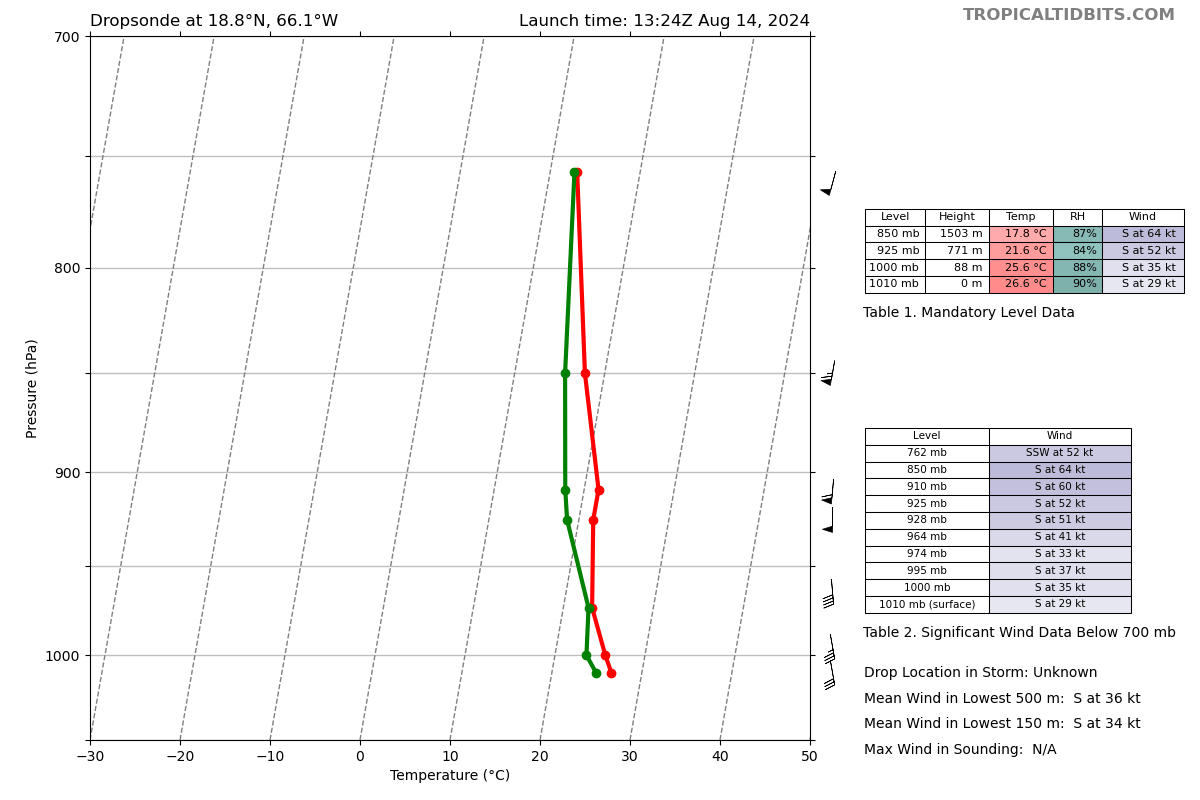 Dropsonde at 18.8°N, 66.1°W Launch time: 13:24Z Aug 14, 2024
TROPICALTIDBITS.COM
700
800
900
1000
Pressure (hPa)
−30 −20 −10 0 10 20 30 40 50
Temperature (°C)
Level Height Temp RH Wind
850 mb 1503 m 17.8 °C 87% S at 64 kt
925 mb 771 m 21.6 °C 84% S at 52 kt
1000 mb 88 m 25.6 °C 88% S at 35 kt
1010 mb 0 m 26.6 °C 90% S at 29 kt
Table 1. Mandatory Level Data
Level Wind
762 mb SSW at 52 kt
850 mb S at 64 kt
910 mb S at 60 kt
925 mb S at 52 kt
928 mb S at 51 kt
964 mb S at 41 kt
974 mb S at 33 kt
995 mb S at 37 kt
1000 mb S at 35 kt
1010 mb (surface) S at 29 kt
Table 2. Significant Wind Data Below 700 mb
Drop Location in Storm: Unknown
Mean Wind in Lowest 500 m: S at 36 kt
Mean Wind in Lowest 150 m: S at 34 kt
Max Wind in Sounding: N/A